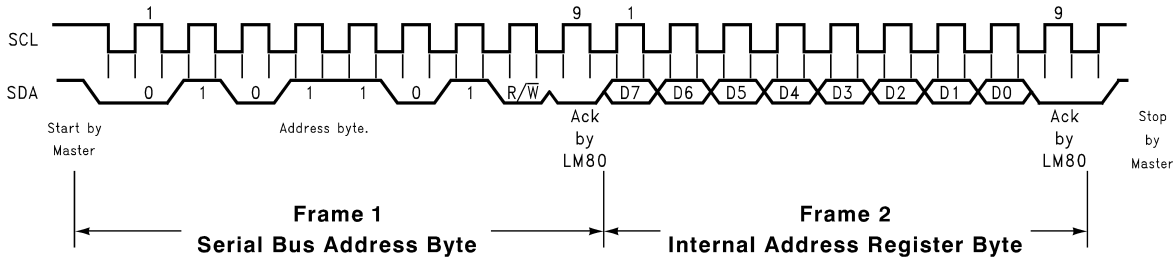 1 9 1 9
SCL
SDA 0 1 0 1 1 0 1 R/W̅ D7 D6 D5 D4 D3 D2 D1 D0
Start by
Master
Address byte.
Ack
by
LM80
Ack
by
LM80
Stop
by
Master
Frame 1
Serial Bus Address Byte
Frame 2
Internal Address Register Byte